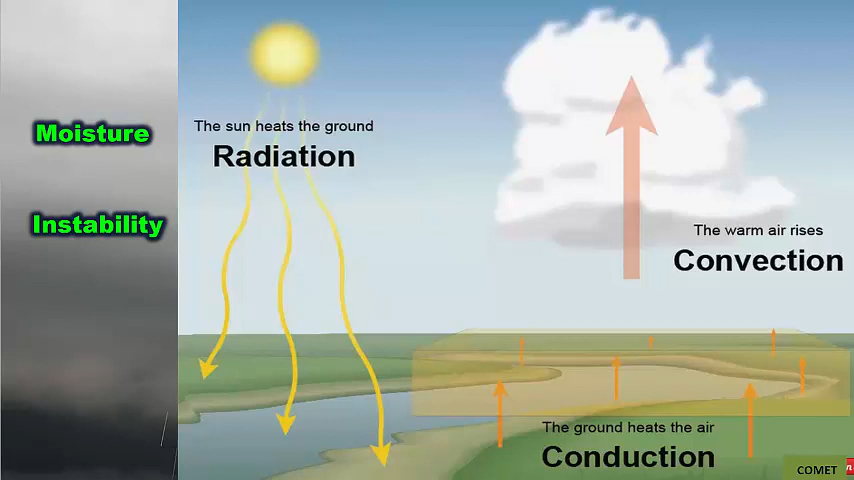 Moisture
Instability
The sun heats the ground
Radiation
The warm air rises
Convection
The ground heats the air
Conduction
COMET